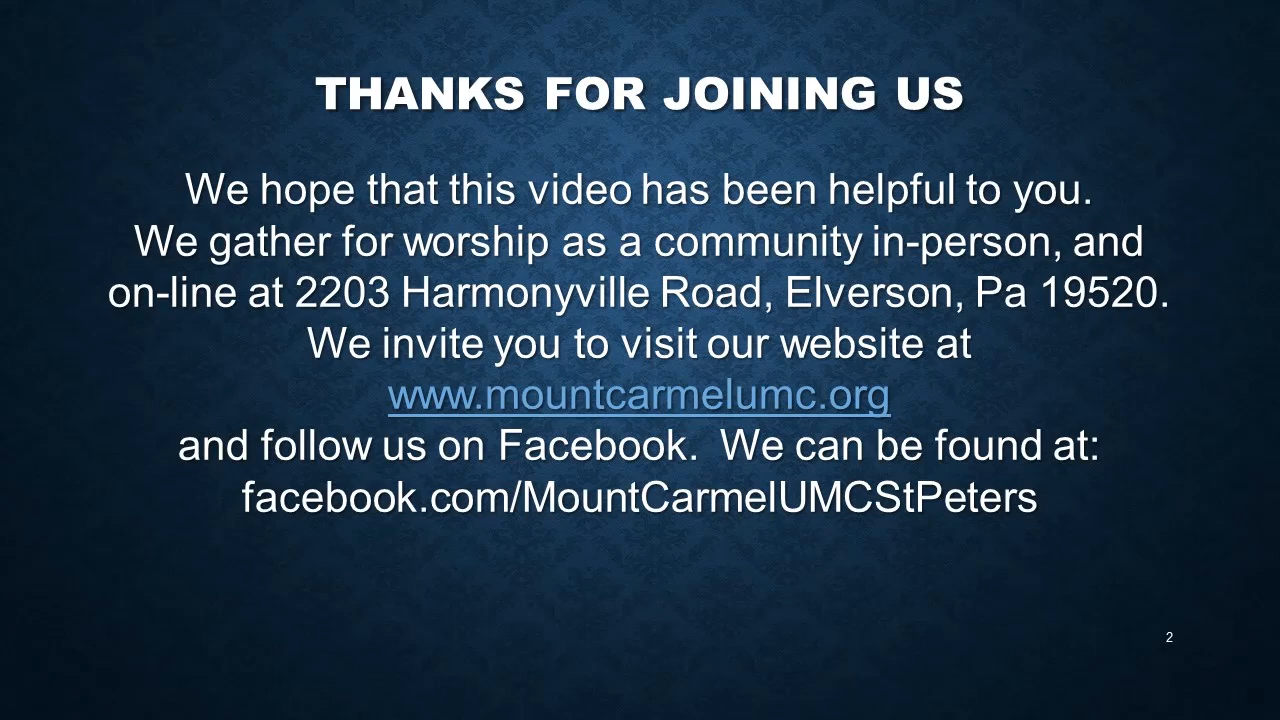 THANKS FOR JOINING US
We hope that this video has been helpful to you.
We gather for worship as a community in-person, and
on-line at 2203 Harmonyville Road, Elverson, Pa 19520.
We invite you to visit our website at
www.mountcarmelumc.org
and follow us on Facebook.  We can be found at:
facebook.com/MountCarmelUMCStPeters
2